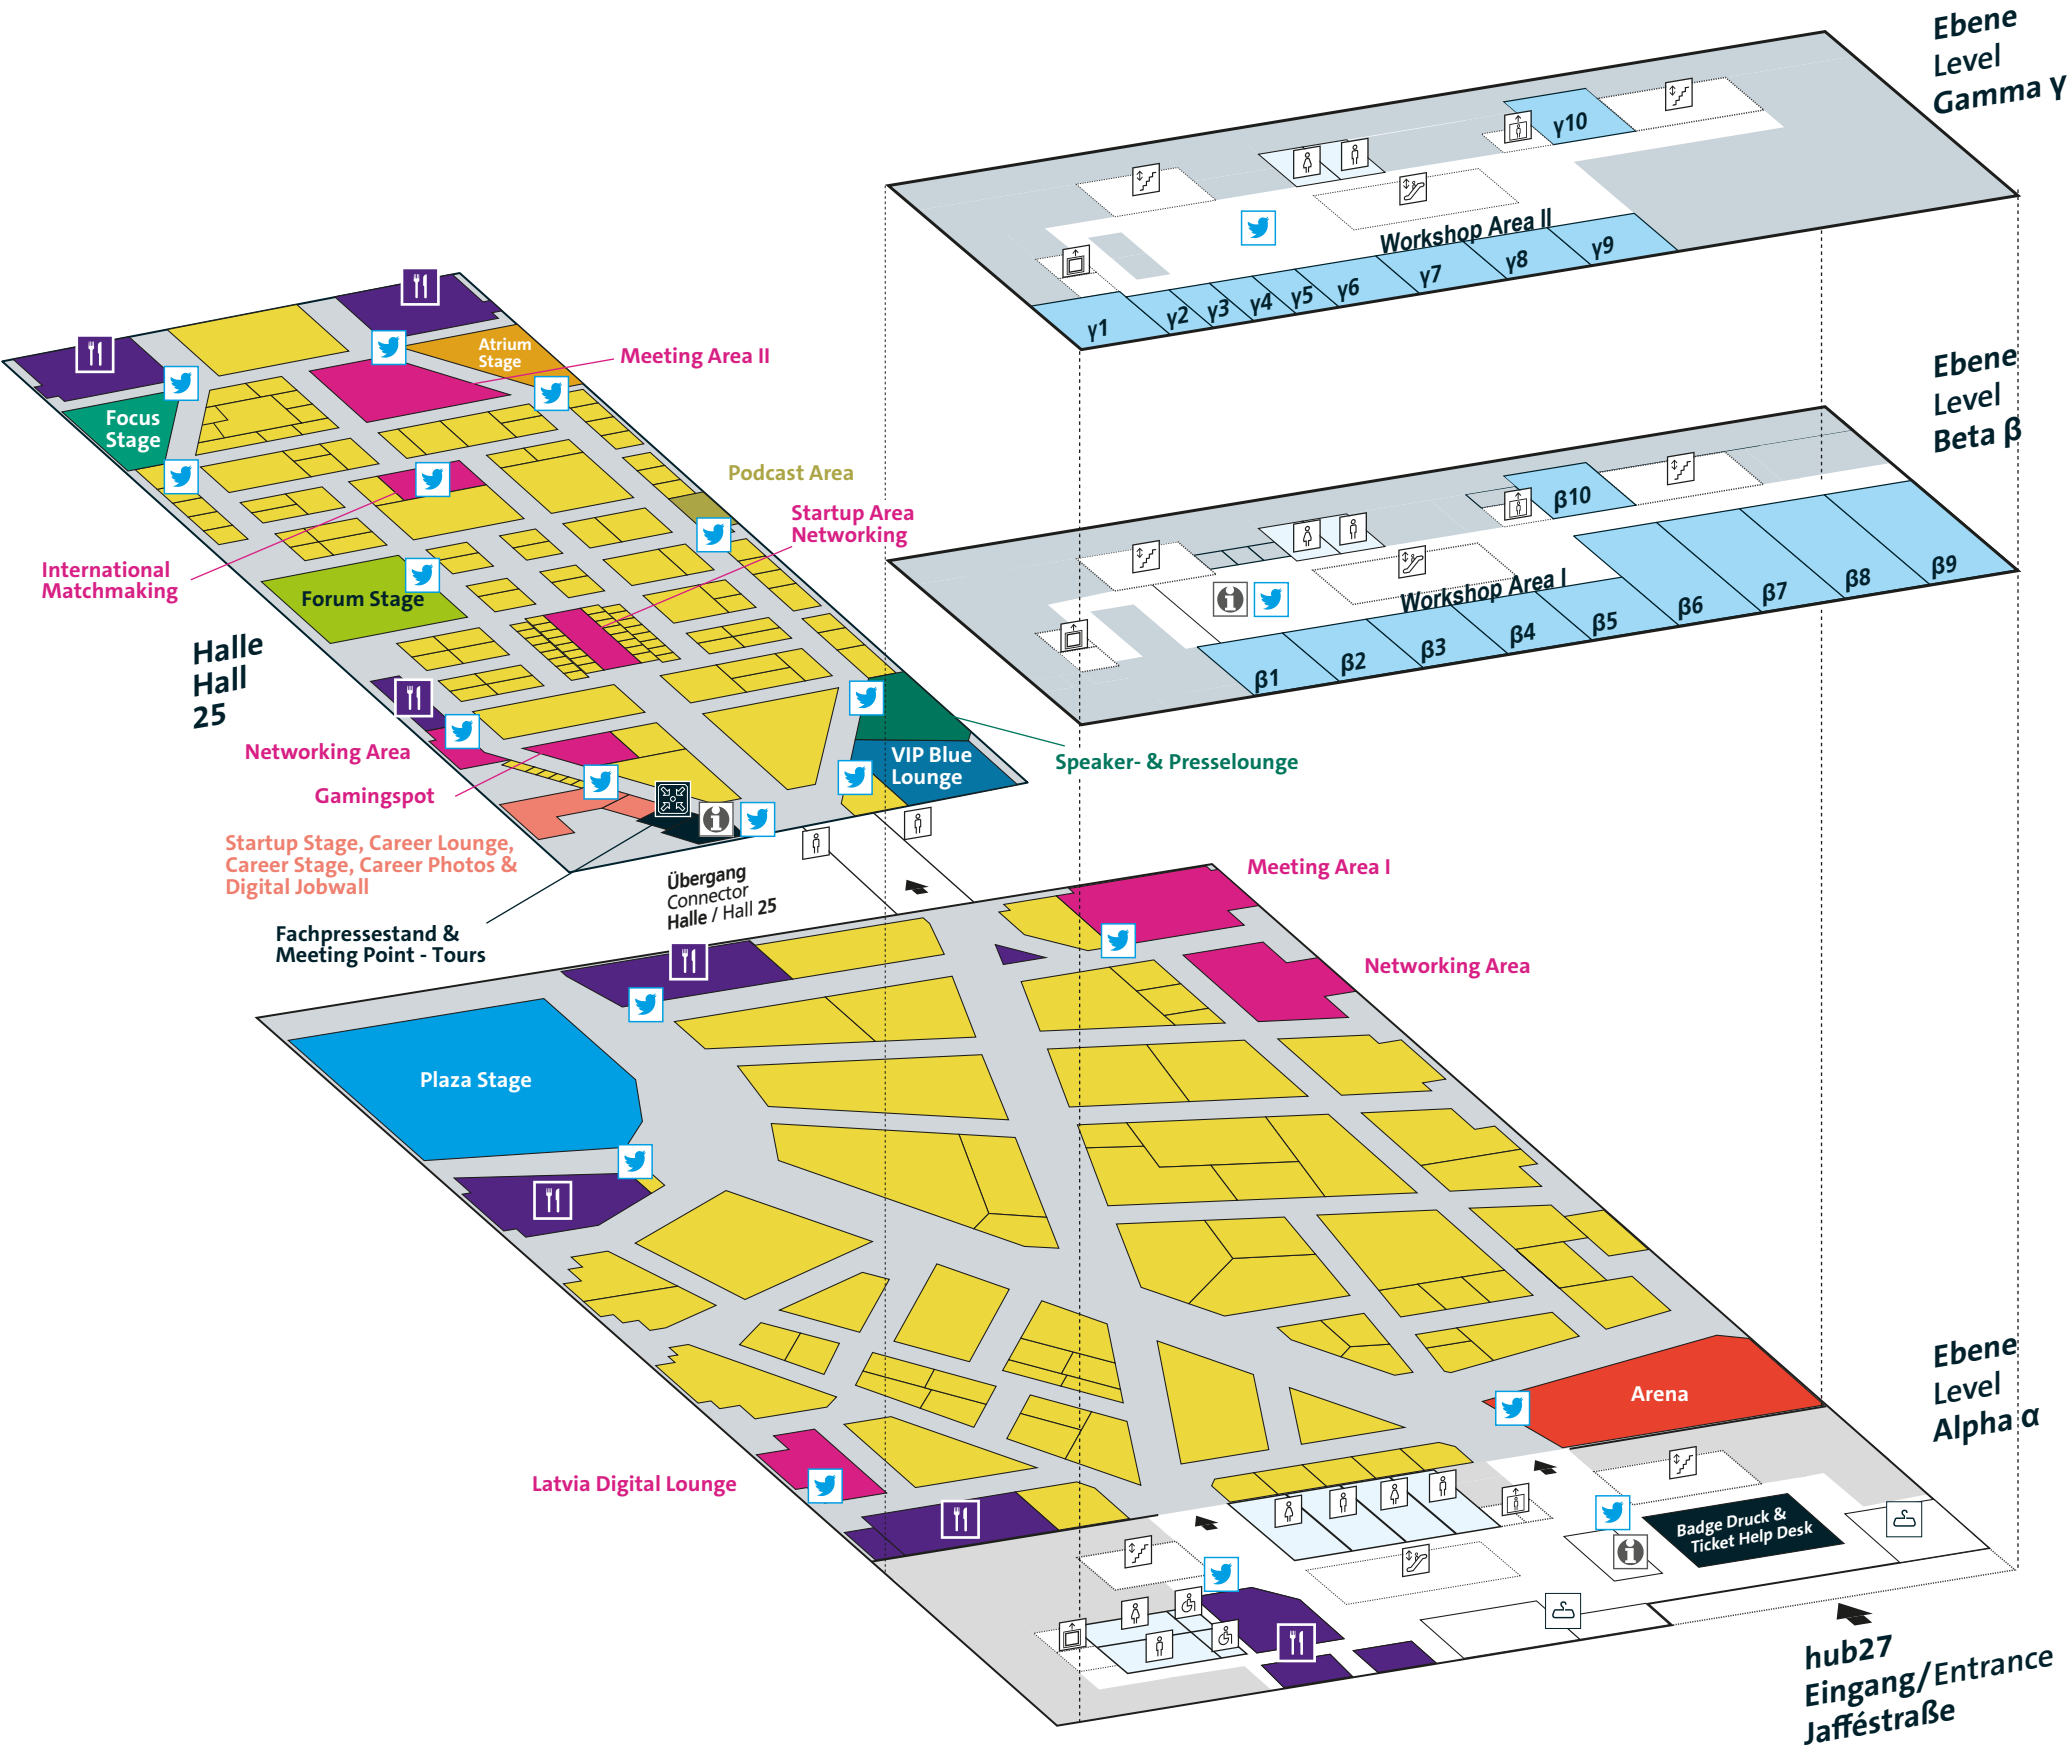 Ebene
Level
Gamma γ
γ10
Workshop Area II
γ1
γ2
γ3
γ4
γ5
γ6
γ7
γ8
γ9
Ebene
Level
Beta β
β10
Workshop Area I
β1
β2
β3
β4
β5
β6
β7
β8
β9
Atrium
Stage
Meeting Area II
Focus
Stage
Podcast Area
Startup Area
Networking
International
Matchmaking
Forum Stage
Halle
Hall
25
Networking Area
Gamingspot
VIP Blue
Lounge
Speaker- & Presselounge
Startup Stage, Career Lounge,
Career Stage, Career Photos &
Digital Jobwall
Fachpressestand &
Meeting Point - Tours
Übergang
Connector
Halle / Hall 25
Meeting Area I
Networking Area
Plaza Stage
Ebene
Level
Alpha α
Arena
Latvia Digital Lounge
Badge Druck &
Ticket Help Desk
hub27
Eingang/Entrance
Jafféstraße